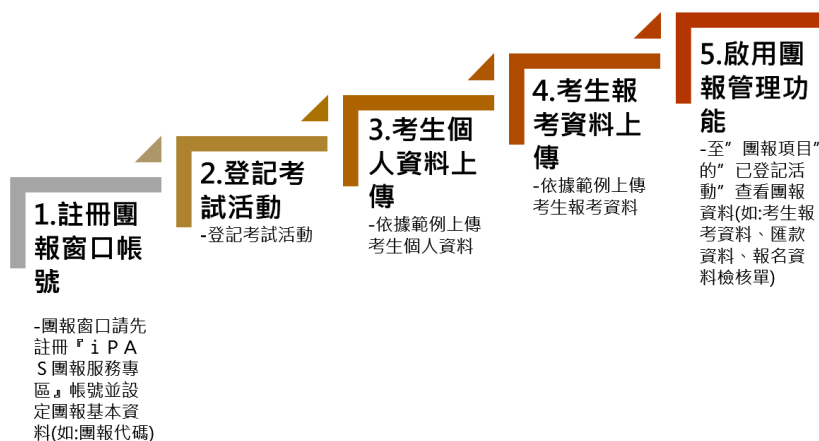 1.註冊團
報窗口帳
號
-團報窗口請先
註冊『ｉＰＡ
Ｓ團報服務專
區』帳號並設
定團報基本資
料(如:團報代碼)
2.登記考
試活動
-登記考試活動
3.考生個
人資料上
傳
-依據範例上傳
考生個人資料
4.考生報
考資料上
傳
-依據範例上傳
考生報考資料
5.啟用團
報管理功
能
-至”團報項目”
的”已登記活
動”查看團報
資料(如:考生報
考資料、匯款
資料、報名資
料檢核單)